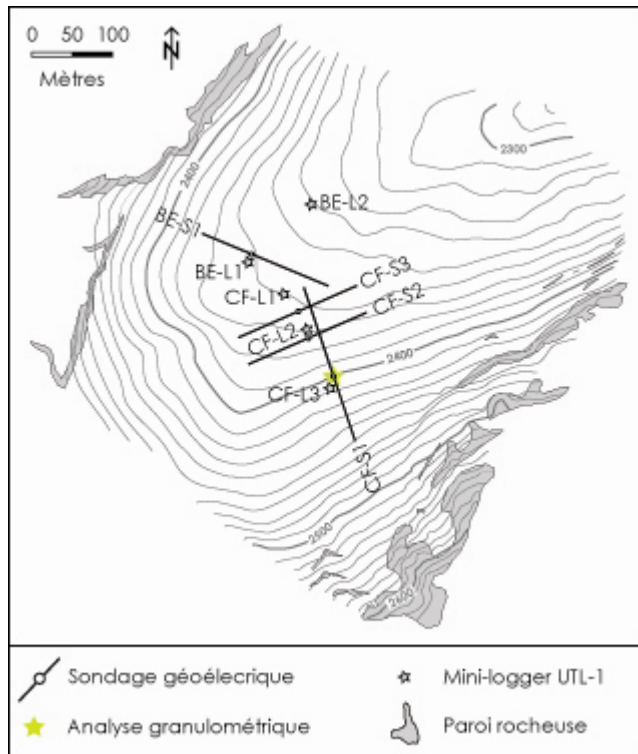 0 50 100
Mètres
N
2300
2400
BE-L2
BE-S1
BE-L1
CF-S3
CF-L1
CF-S2
CF-L2
2400
CF-L3
CF-S1
2500
2600
Sondage géoélecrique
Mini-logger UTL-1
Analyse granulométrique
Paroi rocheuse